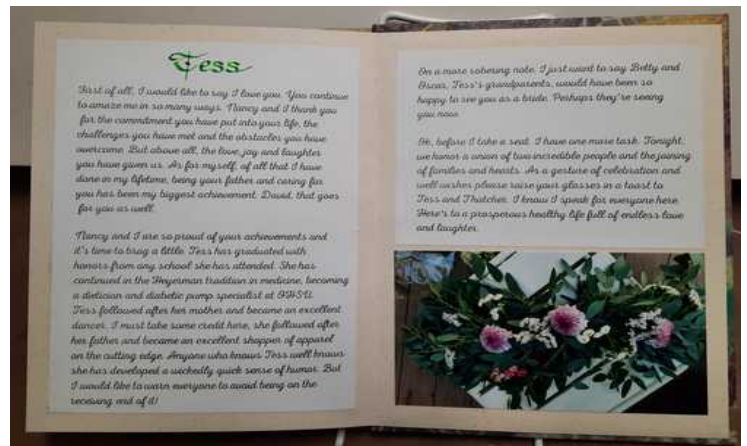 Tess
First of all, I would like to say I love you. You continue
to amaze me in so many ways. Nancy and I thank you
for the commitment you have put into your life, the
challenges you have met and the obstacles you have
overcome. But above all, the love, joy and laughter
you have given us. As for myself, of all that I have
done in my lifetime, being your father and caring for
you has been my biggest achievement. David, that goes
for you as well.
Nancy and I are so proud of your achievements and
it's time to brag a little. Tess has graduated with
honors from any school she has attended. She has
continued in the Heyerman tradition in medicine, becoming
a dietician and diabetic pump specialist at OHSU.
Tess followed after her mother and became an excellent
dancer. I must take some credit here, she followed after
her father and became an excellent shopper of apparel
on the cutting edge. Anyone who knows Tess well knows
she has developed a wickedly quick sense of humor. But
I would like to warn everyone to avoid being on the
receiving end of it!
On a more sobering note, I just want to say Betty and
Oscar, Tess's grandparents, would have been so
happy to see you as a bride. Perhaps they're seeing
you now.
Oh, before I take a seat, I have one more task. Tonight,
we honor a union of two incredible people and the joining
of families and hearts. As a gesture of celebration and
well wishes please raise your glasses in a toast to
Tess and Thatcher. I know I speak for everyone here.
Here's to a prosperous healthy life full of endless love
and laughter.